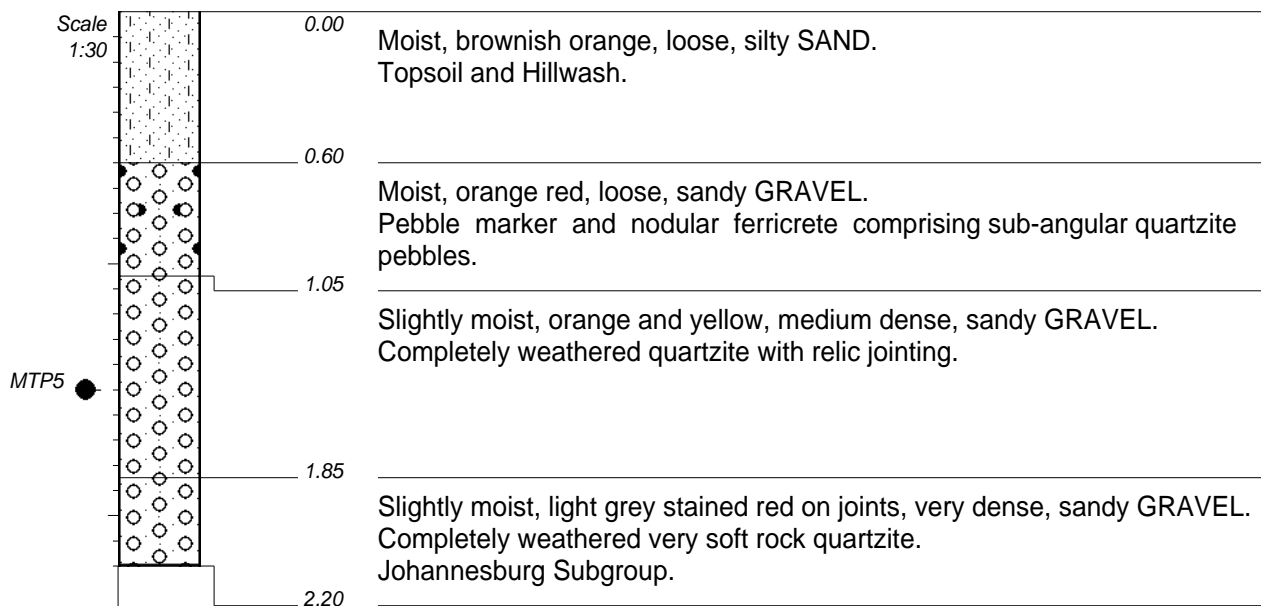 Scale
1:30
0.00
Moist, brownish orange, loose, silty SAND.
Topsoil and Hillwash.
0.60
Moist, orange red, loose, sandy GRAVEL.
Pebble marker and nodular ferricrete comprising sub-angular quartzite
pebbles.
1.05
Slightly moist, orange and yellow, medium dense, sandy GRAVEL.
Completely weathered quartzite with relic jointing.
MTP5
1.85
Slightly moist, light grey stained red on joints, very dense, sandy GRAVEL.
Completely weathered very soft rock quartzite.
Johannesburg Subgroup.
2.20